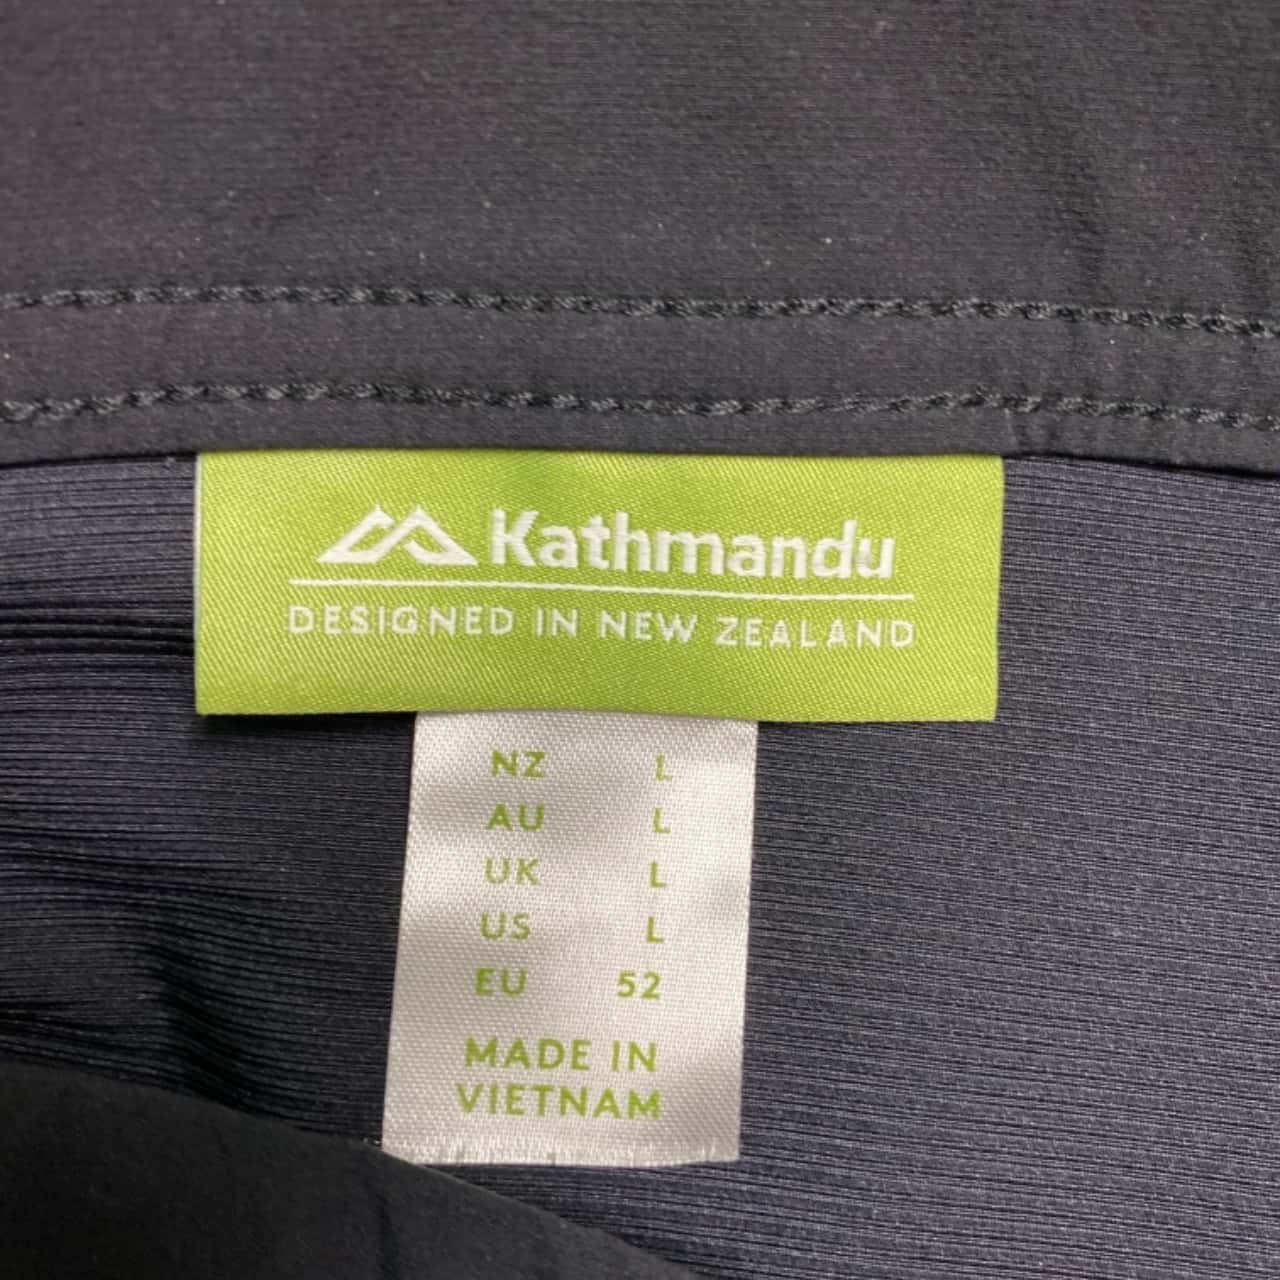 Kathmandu
DESIGNED IN NEW ZEALAND
NZ L
AU L
UK L
US L
EU 52
MADE IN
VIETNAM